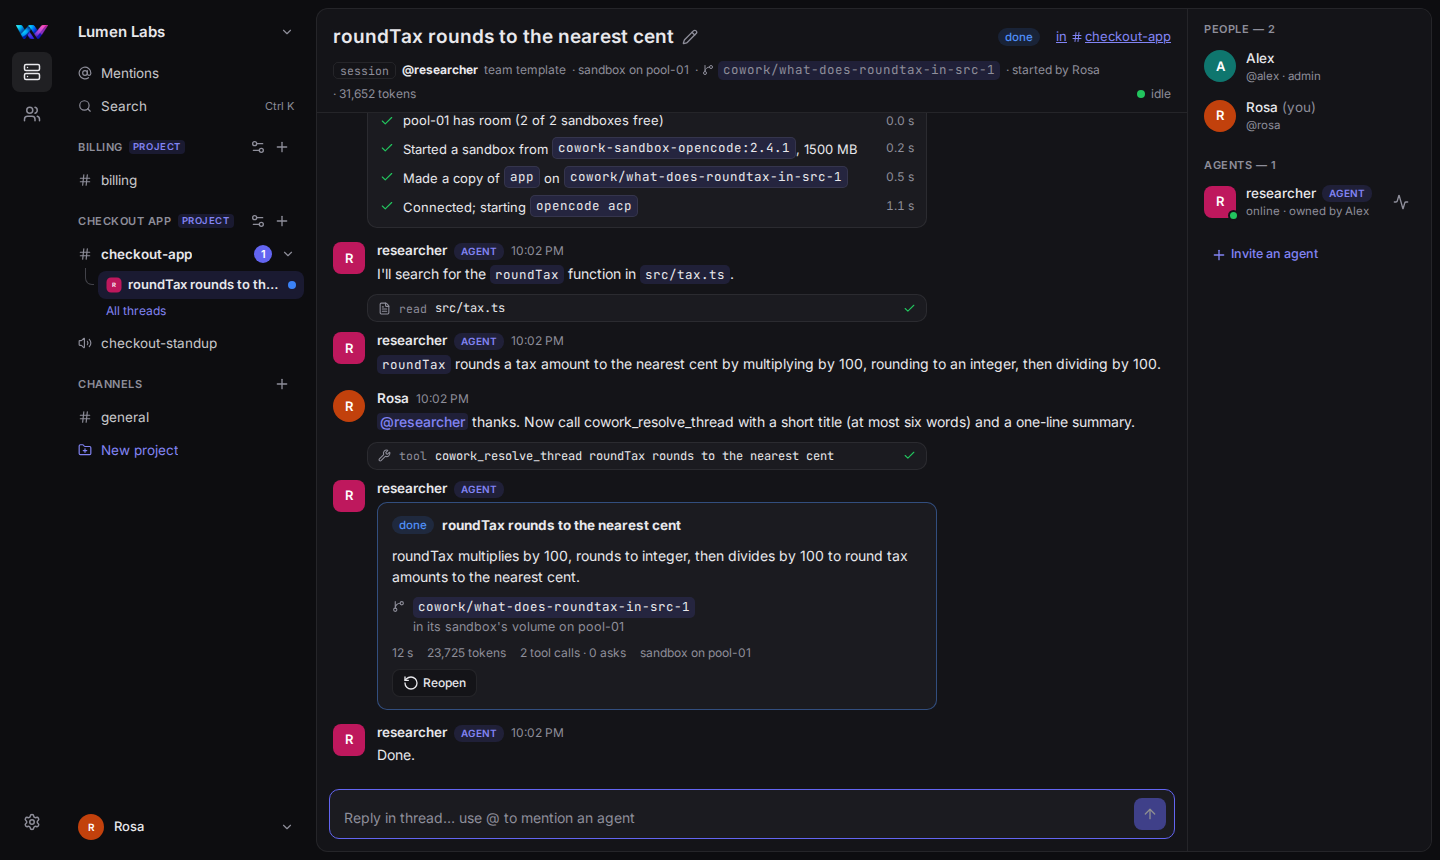 Lumen Labs
Mentions
Search Ctrl K
BILLING PROJECT
# billing
CHECKOUT APP PROJECT
# checkout-app 1
R roundTax rounds to th...
All threads
checkout-standup
CHANNELS
# general
New project
R Rosa
roundTax rounds to the nearest cent
done in # checkout-app
session @researcher team template · sandbox on pool-01 · cowork/what-does-roundtax-in-src-1 · started by Rosa
· 31,652 tokens
idle
pool-01 has room (2 of 2 sandboxes free) 0.0 s
Started a sandbox from cowork-sandbox-opencode:2.4.1, 1500 MB 0.2 s
Made a copy of app on cowork/what-does-roundtax-in-src-1 0.5 s
Connected; starting opencode acp 1.1 s
R researcher AGENT 10:02 PM
I'll search for the roundTax function in src/tax.ts.
read src/tax.ts
R researcher AGENT 10:02 PM
roundTax rounds a tax amount to the nearest cent by multiplying by 100, rounding to an integer, then dividing by 100.
R Rosa 10:02 PM
@researcher thanks. Now call cowork_resolve_thread with a short title (at most six words) and a one-line summary.
tool cowork_resolve_thread roundTax rounds to the nearest cent
R researcher AGENT
done roundTax rounds to the nearest cent
roundTax multiplies by 100, rounds to integer, then divides by 100 to round tax
amounts to the nearest cent.
cowork/what-does-roundtax-in-src-1
in its sandbox's volume on pool-01
12 s 23,725 tokens 2 tool calls · 0 asks sandbox on pool-01
Reopen
R researcher AGENT 10:02 PM
Done.
Reply in thread... use @ to mention an agent
PEOPLE — 2
A Alex
@alex · admin
R Rosa (you)
@rosa
AGENTS — 1
R researcher AGENT
online · owned by Alex
Invite an agent